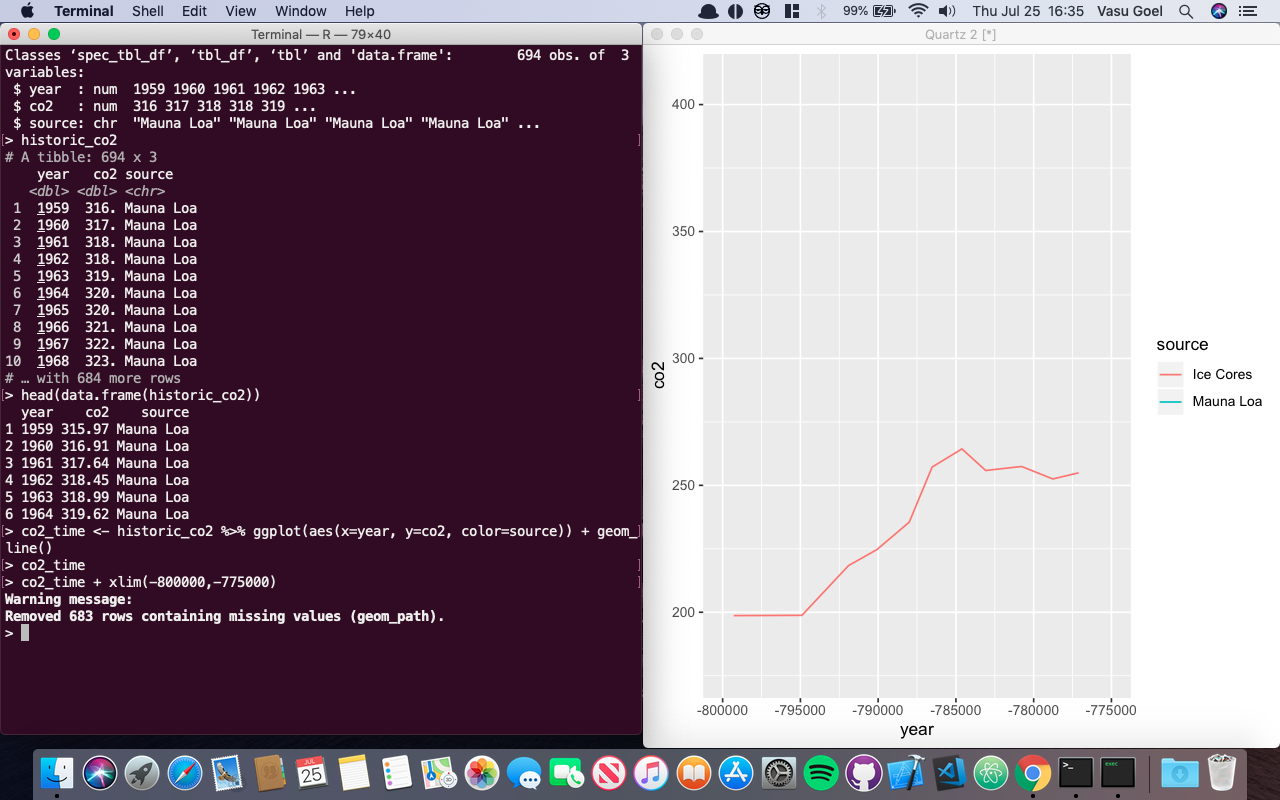 Terminal Shell Edit View Window Help 99% Thu Jul 25 16:35 Vasu Goel
Terminal — R — 79×40
Classes ‘spec_tbl_df’, ‘tbl_df’, ‘tbl’ and 'data.frame':        694 obs. of  3
variables:
 $ year  : num  1959 1960 1961 1962 1963 ...
 $ co2   : num  316 317 318 318 319 ...
 $ source: chr  "Mauna Loa" "Mauna Loa" "Mauna Loa" "Mauna Loa" ...
> historic_co2
# A tibble: 694 x 3
    year   co2 source
   <dbl> <dbl> <chr>
 1  1959  316. Mauna Loa
 2  1960  317. Mauna Loa
 3  1961  318. Mauna Loa
 4  1962  318. Mauna Loa
 5  1963  319. Mauna Loa
 6  1964  320. Mauna Loa
 7  1965  320. Mauna Loa
 8  1966  321. Mauna Loa
 9  1967  322. Mauna Loa
10  1968  323. Mauna Loa
# … with 684 more rows
> head(data.frame(historic_co2))
  year    co2    source
1 1959 315.97 Mauna Loa
2 1960 316.91 Mauna Loa
3 1961 317.64 Mauna Loa
4 1962 318.45 Mauna Loa
5 1963 318.99 Mauna Loa
6 1964 319.62 Mauna Loa
> co2_time <- historic_co2 %>% ggplot(aes(x=year, y=co2, color=source)) + geom_
line()
> co2_time
> co2_time + xlim(-800000,-775000)
Warning message:
Removed 683 rows containing missing values (geom_path).
>
Quartz 2 [*]
400
350
300
250
200
co2
-800000 -795000 -790000 -785000 -780000 -775000
year
source
Ice Cores
Mauna Loa
JUL
25
>_
exec